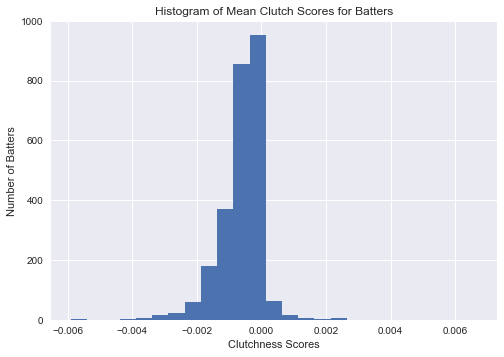 Histogram of Mean Clutch Scores for Batters
1000
800
600
400
200
0
Number of Batters
−0.006 −0.004 −0.002 0.000 0.002 0.004 0.006
Clutchness Scores